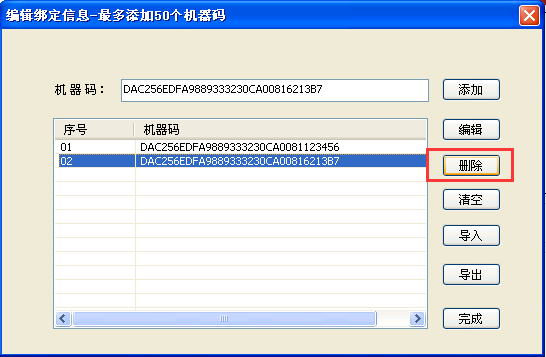 编辑绑定信息-最多添加50个机器码
机器码： DAC256EDFA9889333230CA00816213B7 添加
序号 机器码 编辑
01 DAC256EDFA9889333230CA0081123456
02 DAC256EDFA9889333230CA00816213B7 删除
清空
导入
导出
完成